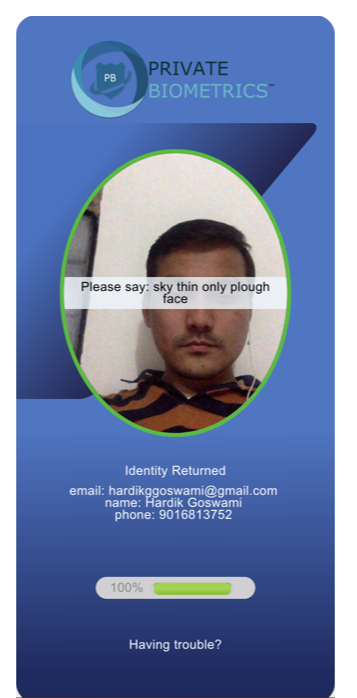 PB
PRIVATE
BIOMETRICS™
Please say: sky thin only plough
face
Identity Returned
email: hardikggoswami@gmail.com
name: Hardik Goswami
phone: 9016813752
100%
Having trouble?